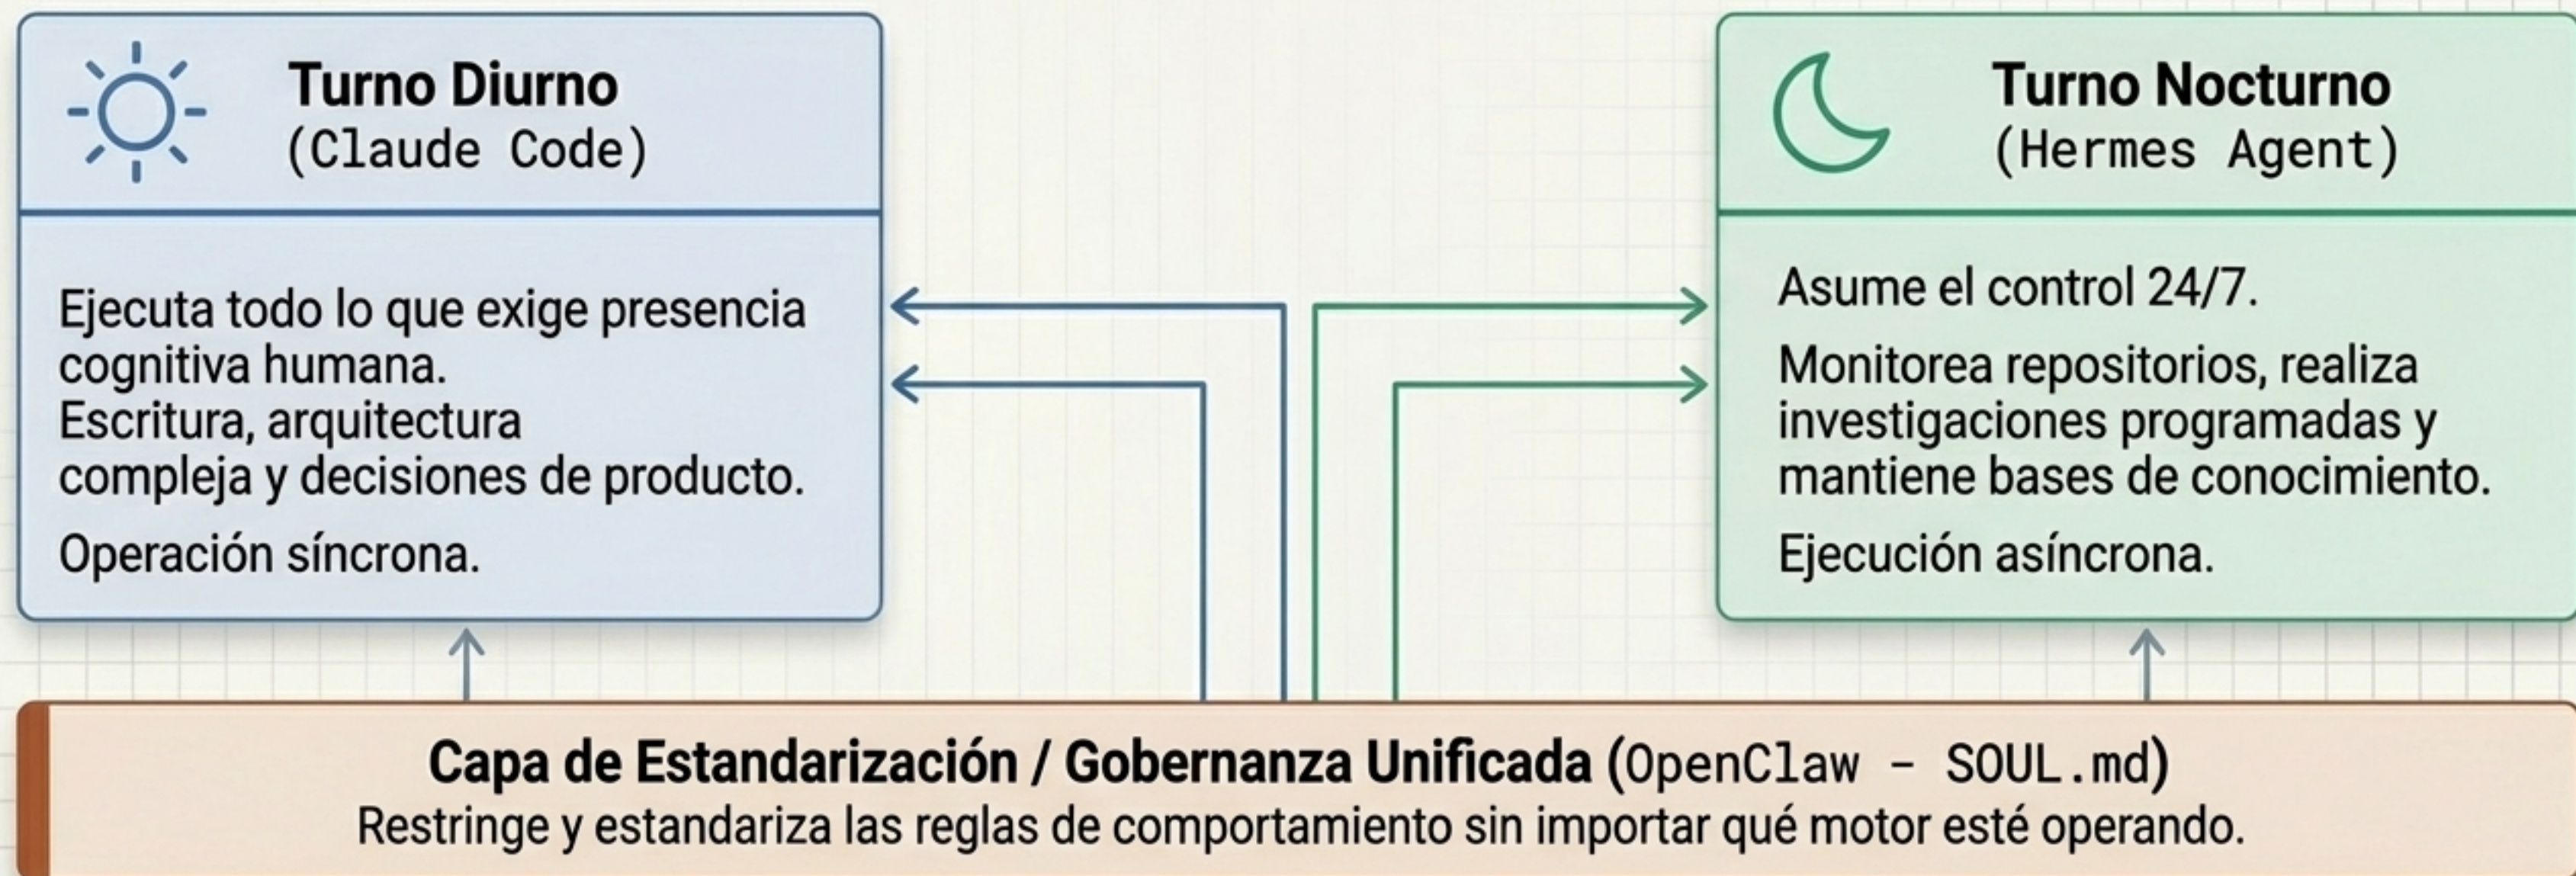 Turno Diurno
(Claude Code)
Ejecuta todo lo que exige presencia
cognitiva humana.
Escritura, arquitectura
compleja y decisiones de producto.
Operación síncrona.
Turno Nocturno
(Hermes Agent)
Asume el control 24/7.
Monitorea repositorios, realiza
investigaciones programadas y
mantiene bases de conocimiento.
Ejecución asíncrona.
Capa de Estandarización / Gobernanza Unificada (OpenClaw - SOUL.md)
Restringe y estandariza las reglas de comportamiento sin importar qué motor esté operando.